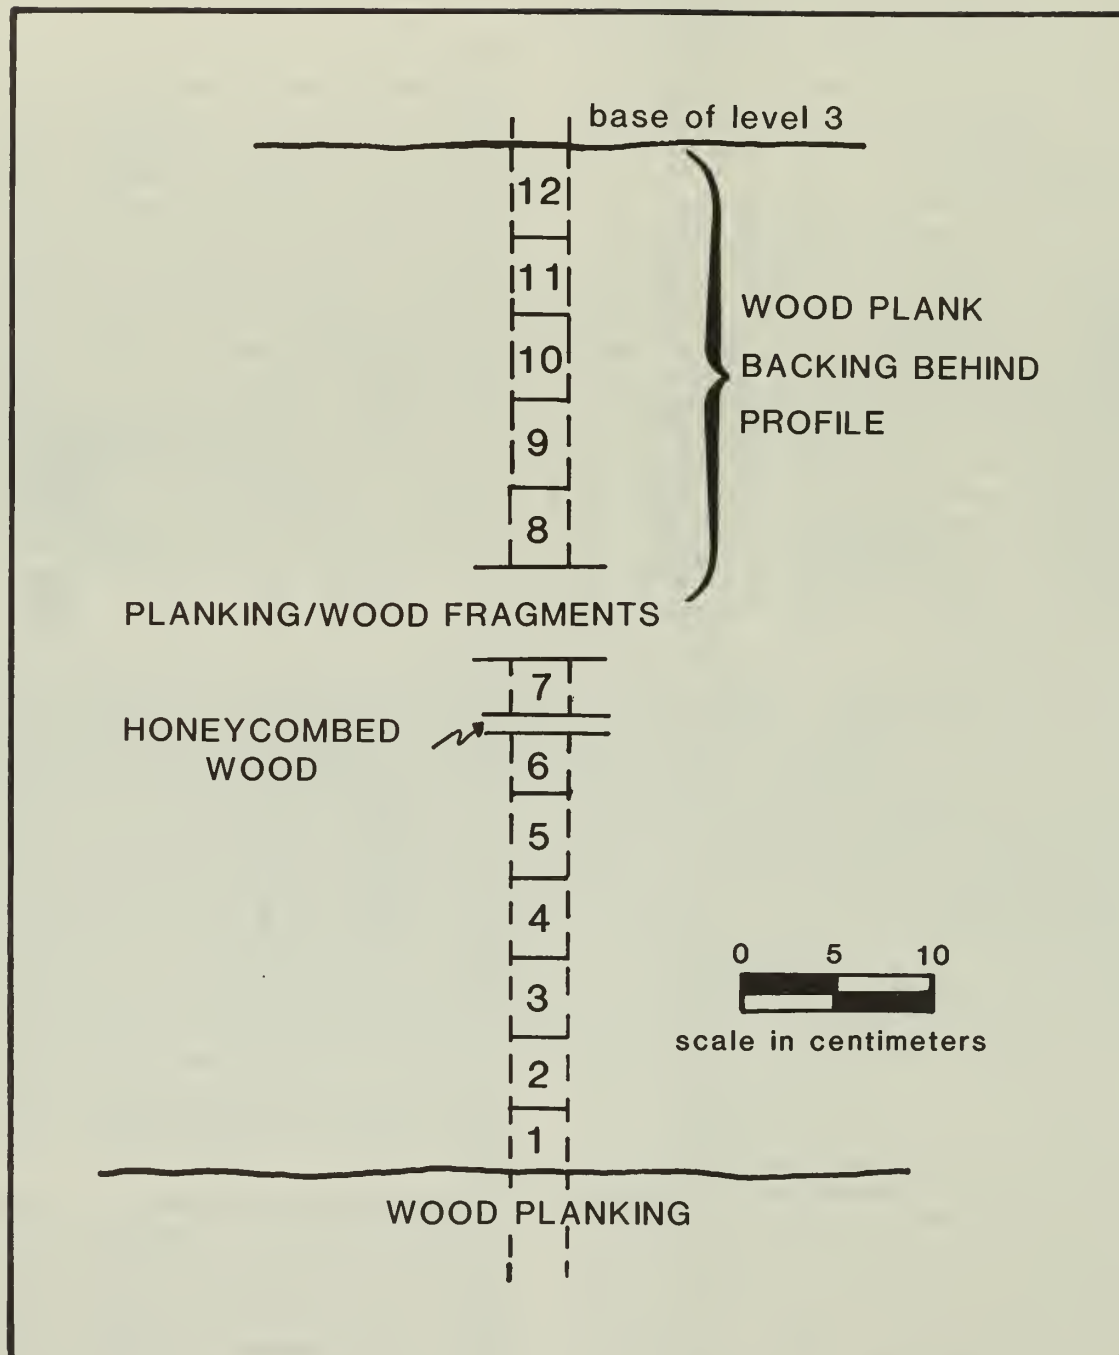 base of level 3
12
11
10
WOOD PLANK
BACKING BEHIND
PROFILE
9
8
PLANKING/WOOD FRAGMENTS
7
HONEYCOMBED
WOOD
6
5
4
0 5 10
3
scale in centimeters
2
1
WOOD PLANKING